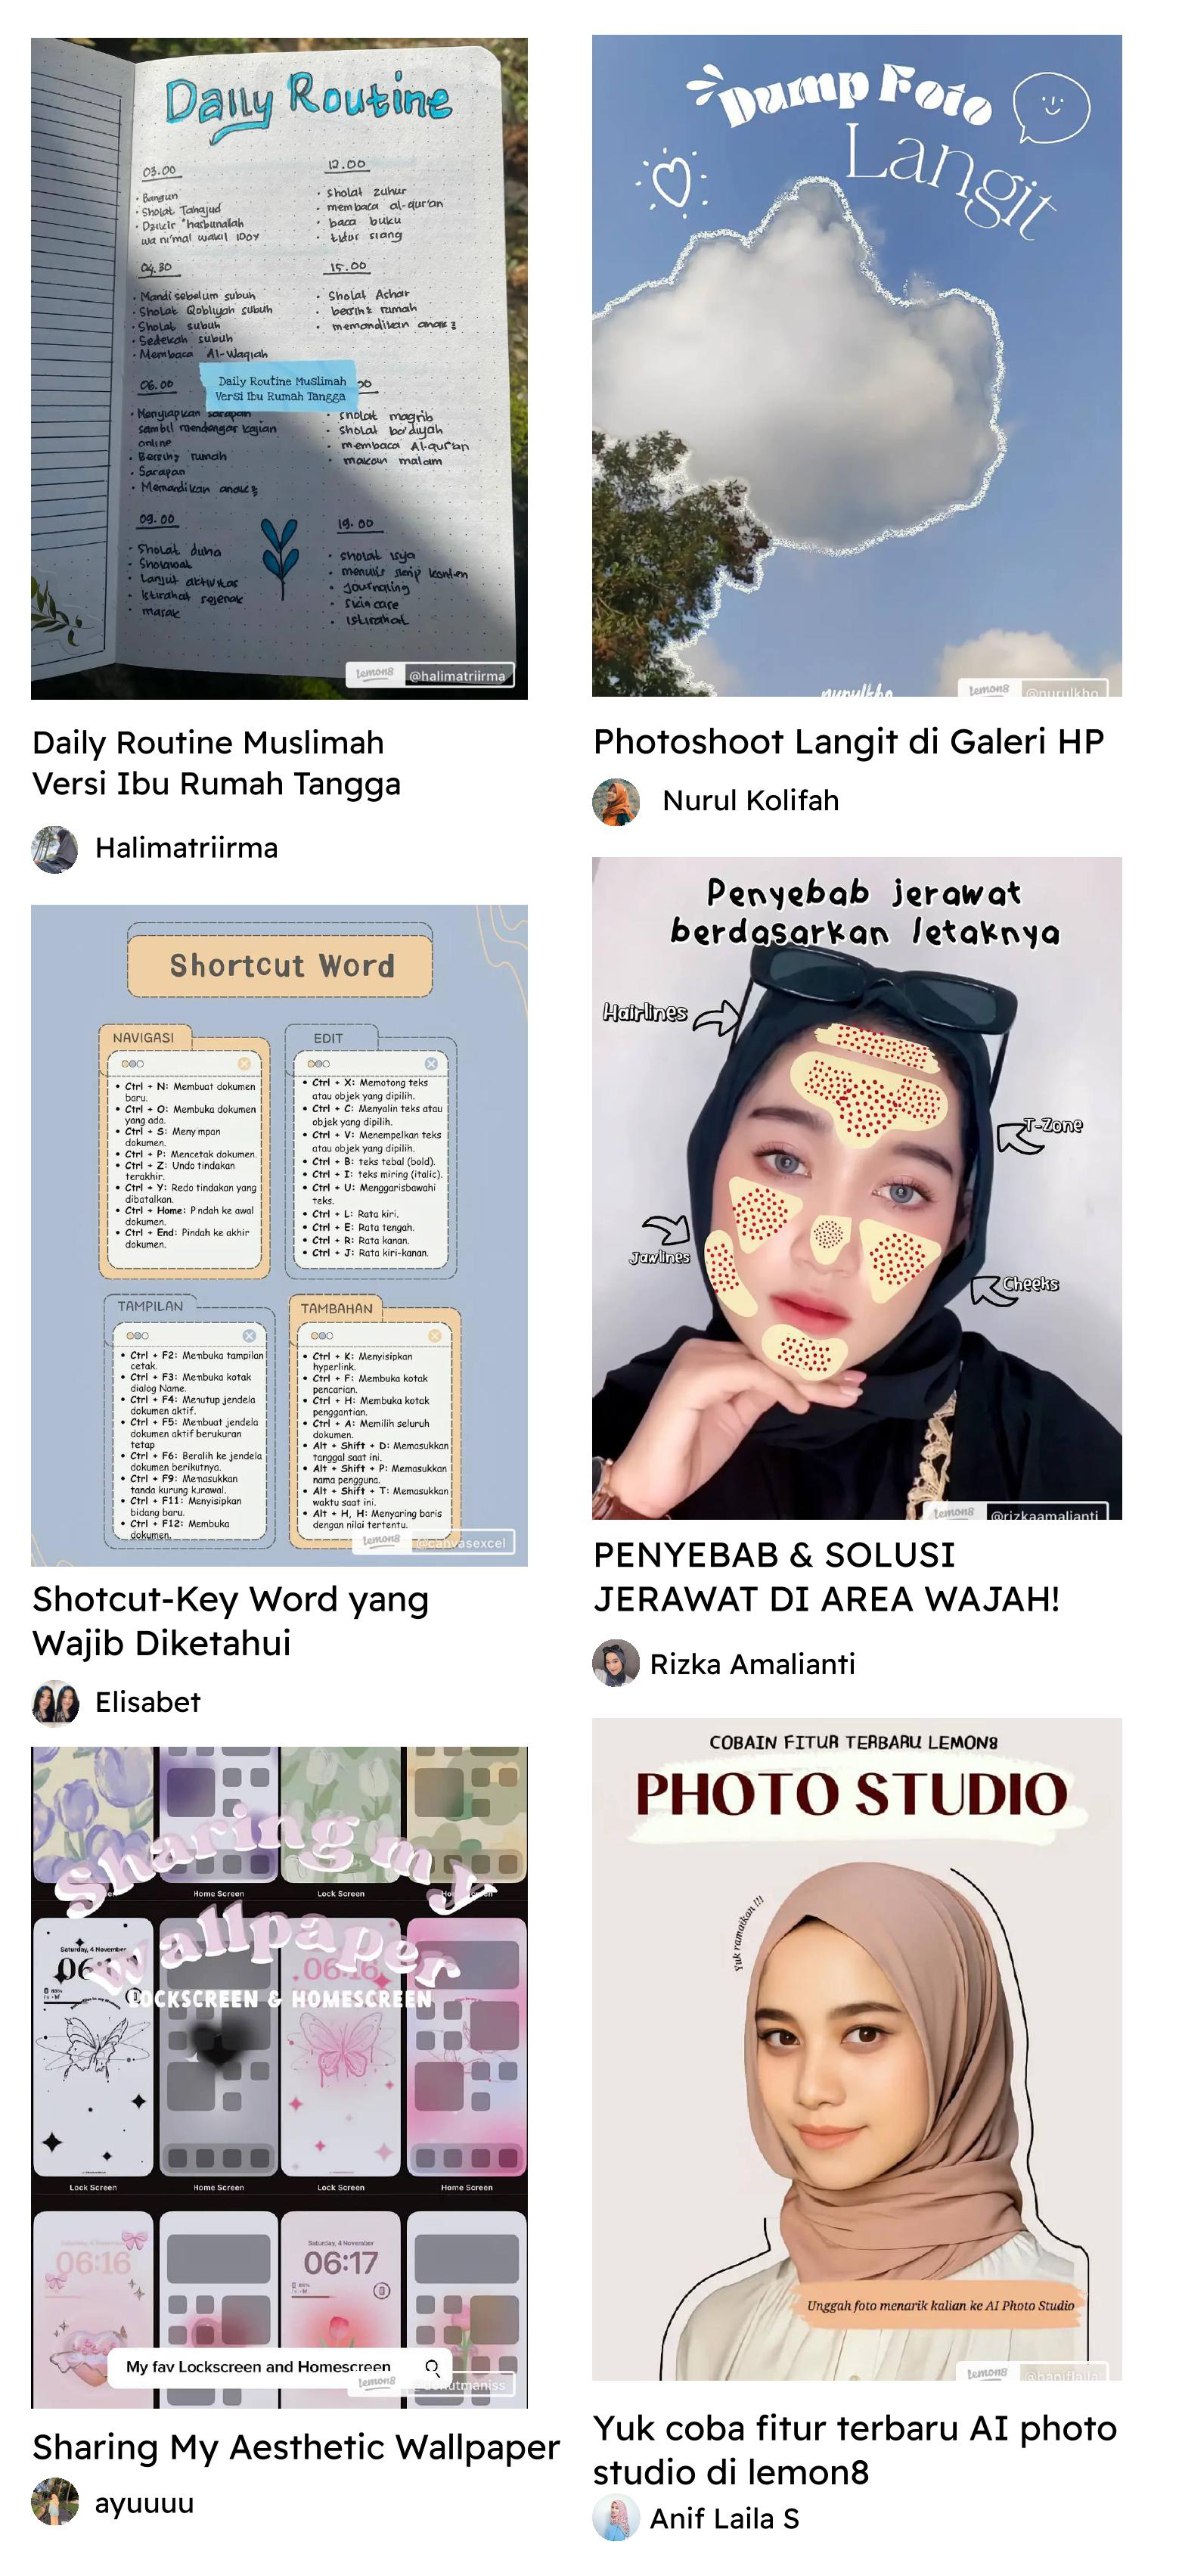 Daily Routine
03.00
• Bangun
• Sholat Tahajud
• Dzikir "hasbunallah
wa ni'mal wakil 100x
04.30
• Mandi sebelum subuh
• Sholat Qobliyah subuh
• Sholat subuh
• Sedekah subuh
• Membaca Al-Waqiah
06.00
• Menyiapkan sarapan
sambil mendengar kajian
online
• Bersihz rumah
• Sarapan
• Memandikan anakz
09.00
• Sholat duha
• Sholawat
• Lanjut aktivitas
• Istirahat sejenak
• masak
12.00
• Sholat zuhur
• membaca al-qur'an
• baca buku
• tidur siang
15.00
• Sholat Ashar
• bersihz rumah
• memandikan anakz
Daily Routine Muslimah
Versi Ibu Rumah Tangga
• sholat magrib
• sholat ba'diyah
• membaca Al-qur'an
• makan malam
19.00
• sholat isya
• menulis skrip konten
• journaling
• skincare
• istirahat
lemon8 @halimatriirma
Daily Routine Muslimah
Versi Ibu Rumah Tangga
Halimatriirma
Dump Foto
Langit
nurulkho
lemon8 @nurulkho
Photoshoot Langit di Galeri HP
Nurul Kolifah
Shortcut Word
NAVIGASI
• Ctrl + N: Membuat dokumen
baru.
• Ctrl + O: Membuka dokumen
yang ada.
• Ctrl + S: Menyimpan
dokumen.
• Ctrl + P: Mencetak dokumen.
• Ctrl + Z: Undo tindakan
terakhir.
• Ctrl + Y: Redo tindakan yang
dibatalkan.
• Ctrl + Home: Pindah ke awal
dokumen.
• Ctrl + End: Pindah ke akhir
dokumen.
EDIT
• Ctrl + X: Memotong teks
atau objek yang dipilih.
• Ctrl + C: Menyalin teks atau
objek yang dipilih.
• Ctrl + V: Menempelkan teks
atau objek yang dipilih.
• Ctrl + B: teks tebal (bold).
• Ctrl + I: teks miring (italic).
• Ctrl + U: Menggarisbawahi
teks.
• Ctrl + L: Rata kiri.
• Ctrl + E: Rata tengah.
• Ctrl + R: Rata kanan.
• Ctrl + J: Rata kiri-kanan.
TAMPILAN
• Ctrl + F2: Membuka tampilan
cetak.
• Ctrl + F3: Membuka kotak
dialog Name.
• Ctrl + F4: Menutup jendela
dokumen aktif.
• Ctrl + F5: Membuat jendela
dokumen aktif berukuran
tetap
• Ctrl + F6: Beralih ke jendela
dokumen berikutnya.
• Ctrl + F9: Memasukkan
tanda kurung kurawal.
• Ctrl + F11: Menyisipkan
bidang baru.
• Ctrl + F12: Membuka
dokumen.
TAMBAHAN
• Ctrl + K: Menyisipkan
hyperlink.
• Ctrl + F: Membuka kotak
pencarian.
• Ctrl + H: Membuka kotak
penggantian.
• Ctrl + A: Memilih seluruh
dokumen.
• Alt + Shift + D: Memasukkan
tanggal saat ini.
• Alt + Shift + P: Memasukkan
nama pengguna.
• Alt + Shift + T: Memasukkan
waktu saat ini.
• Alt + H, H: Menyaring baris
dengan nilai tertentu.
lemon8 @canvasexcel
Shotcut-Key Word yang
Wajib Diketahui
Elisabet
Penyebab jerawat
berdasarkan letaknya
Hairlines
T-Zone
Jawlines
Cheeks
lemon8 @rizkaamalianti
PENYEBAB & SOLUSI
JERAWAT DI AREA WAJAH!
Rizka Amalianti
Sharing my
Wallpaper
LOCKSCREEN & HOMESCREEN
Home Screen
Lock Screen
Saturday, 4 November
06:16
Lock Screen
Home Screen
Lock Screen
Home Screen
06:16
Saturday, 4 November
06:17
My fav Lockscreen and Homescreen
lemon8
Sharing My Aesthetic Wallpaper
ayuuuu
COBAIN FITUR TERBARU LEMON8
PHOTO STUDIO
Yuk ramaikan !!!
Unggah foto menarik kalian ke AI Photo Studio
lemon8 @haniflaila
Yuk coba fitur terbaru AI photo
studio di lemon8
Anif Laila S